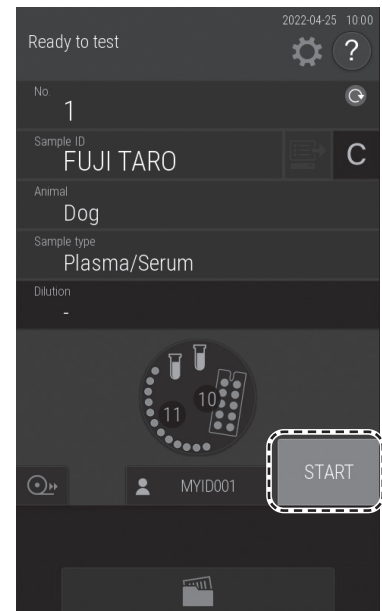 2022-04-25 10:00
Ready to test
?
No.
1
Sample ID
FUJI TARO
C
Animal
Dog
Sample type
Plasma/Serum
Dilution
-
10
11
MYID001
START